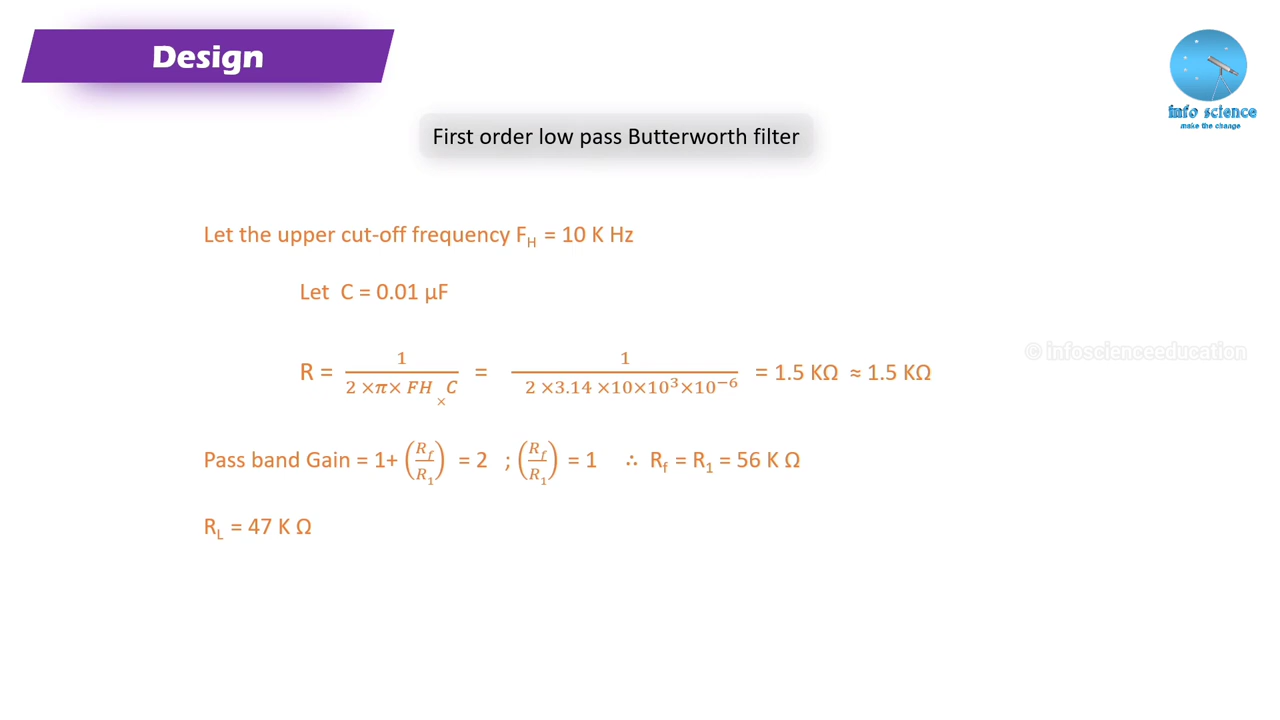 Design
info science
make the change
First order low pass Butterworth filter
Let the upper cut-off frequency F_H = 10 K Hz
Let C = 0.01 µF
© infoscienceeducation
R = 1 / (2 ×π× FH × C) = 1 / (2 ×3.14 ×10×10³×10⁻⁶) = 1.5 KΩ ≈ 1.5 KΩ
Pass band Gain = 1+ (R_f/R_1) = 2 ; (R_f/R_1) = 1 ∴ R_f = R_1 = 56 K Ω
R_L = 47 K Ω